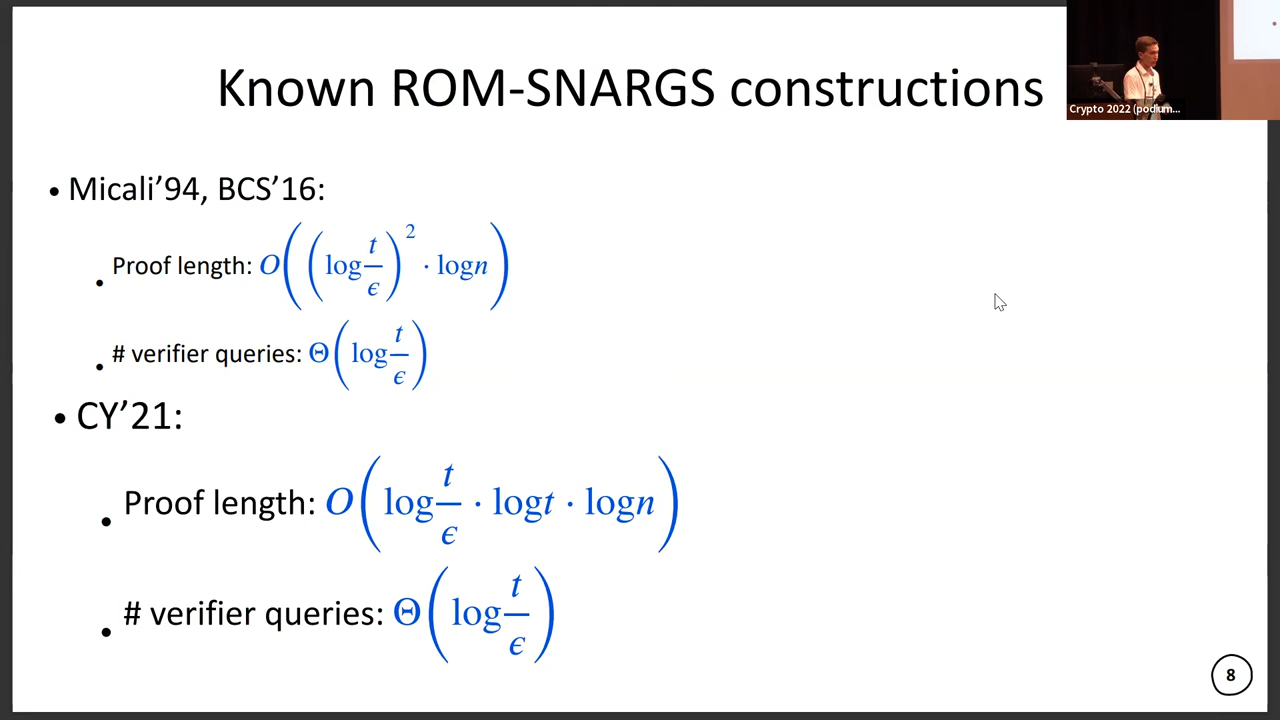 Known ROM-SNARGS constructions
Crypto 2022 (podium...
• Micali’94, BCS’16:
• Proof length: O((log t/ϵ)² · logn)
• # verifier queries: Θ(log t/ϵ)
• CY’21:
• Proof length: O(log t/ϵ · logt · logn)
• # verifier queries: Θ(log t/ϵ)
8